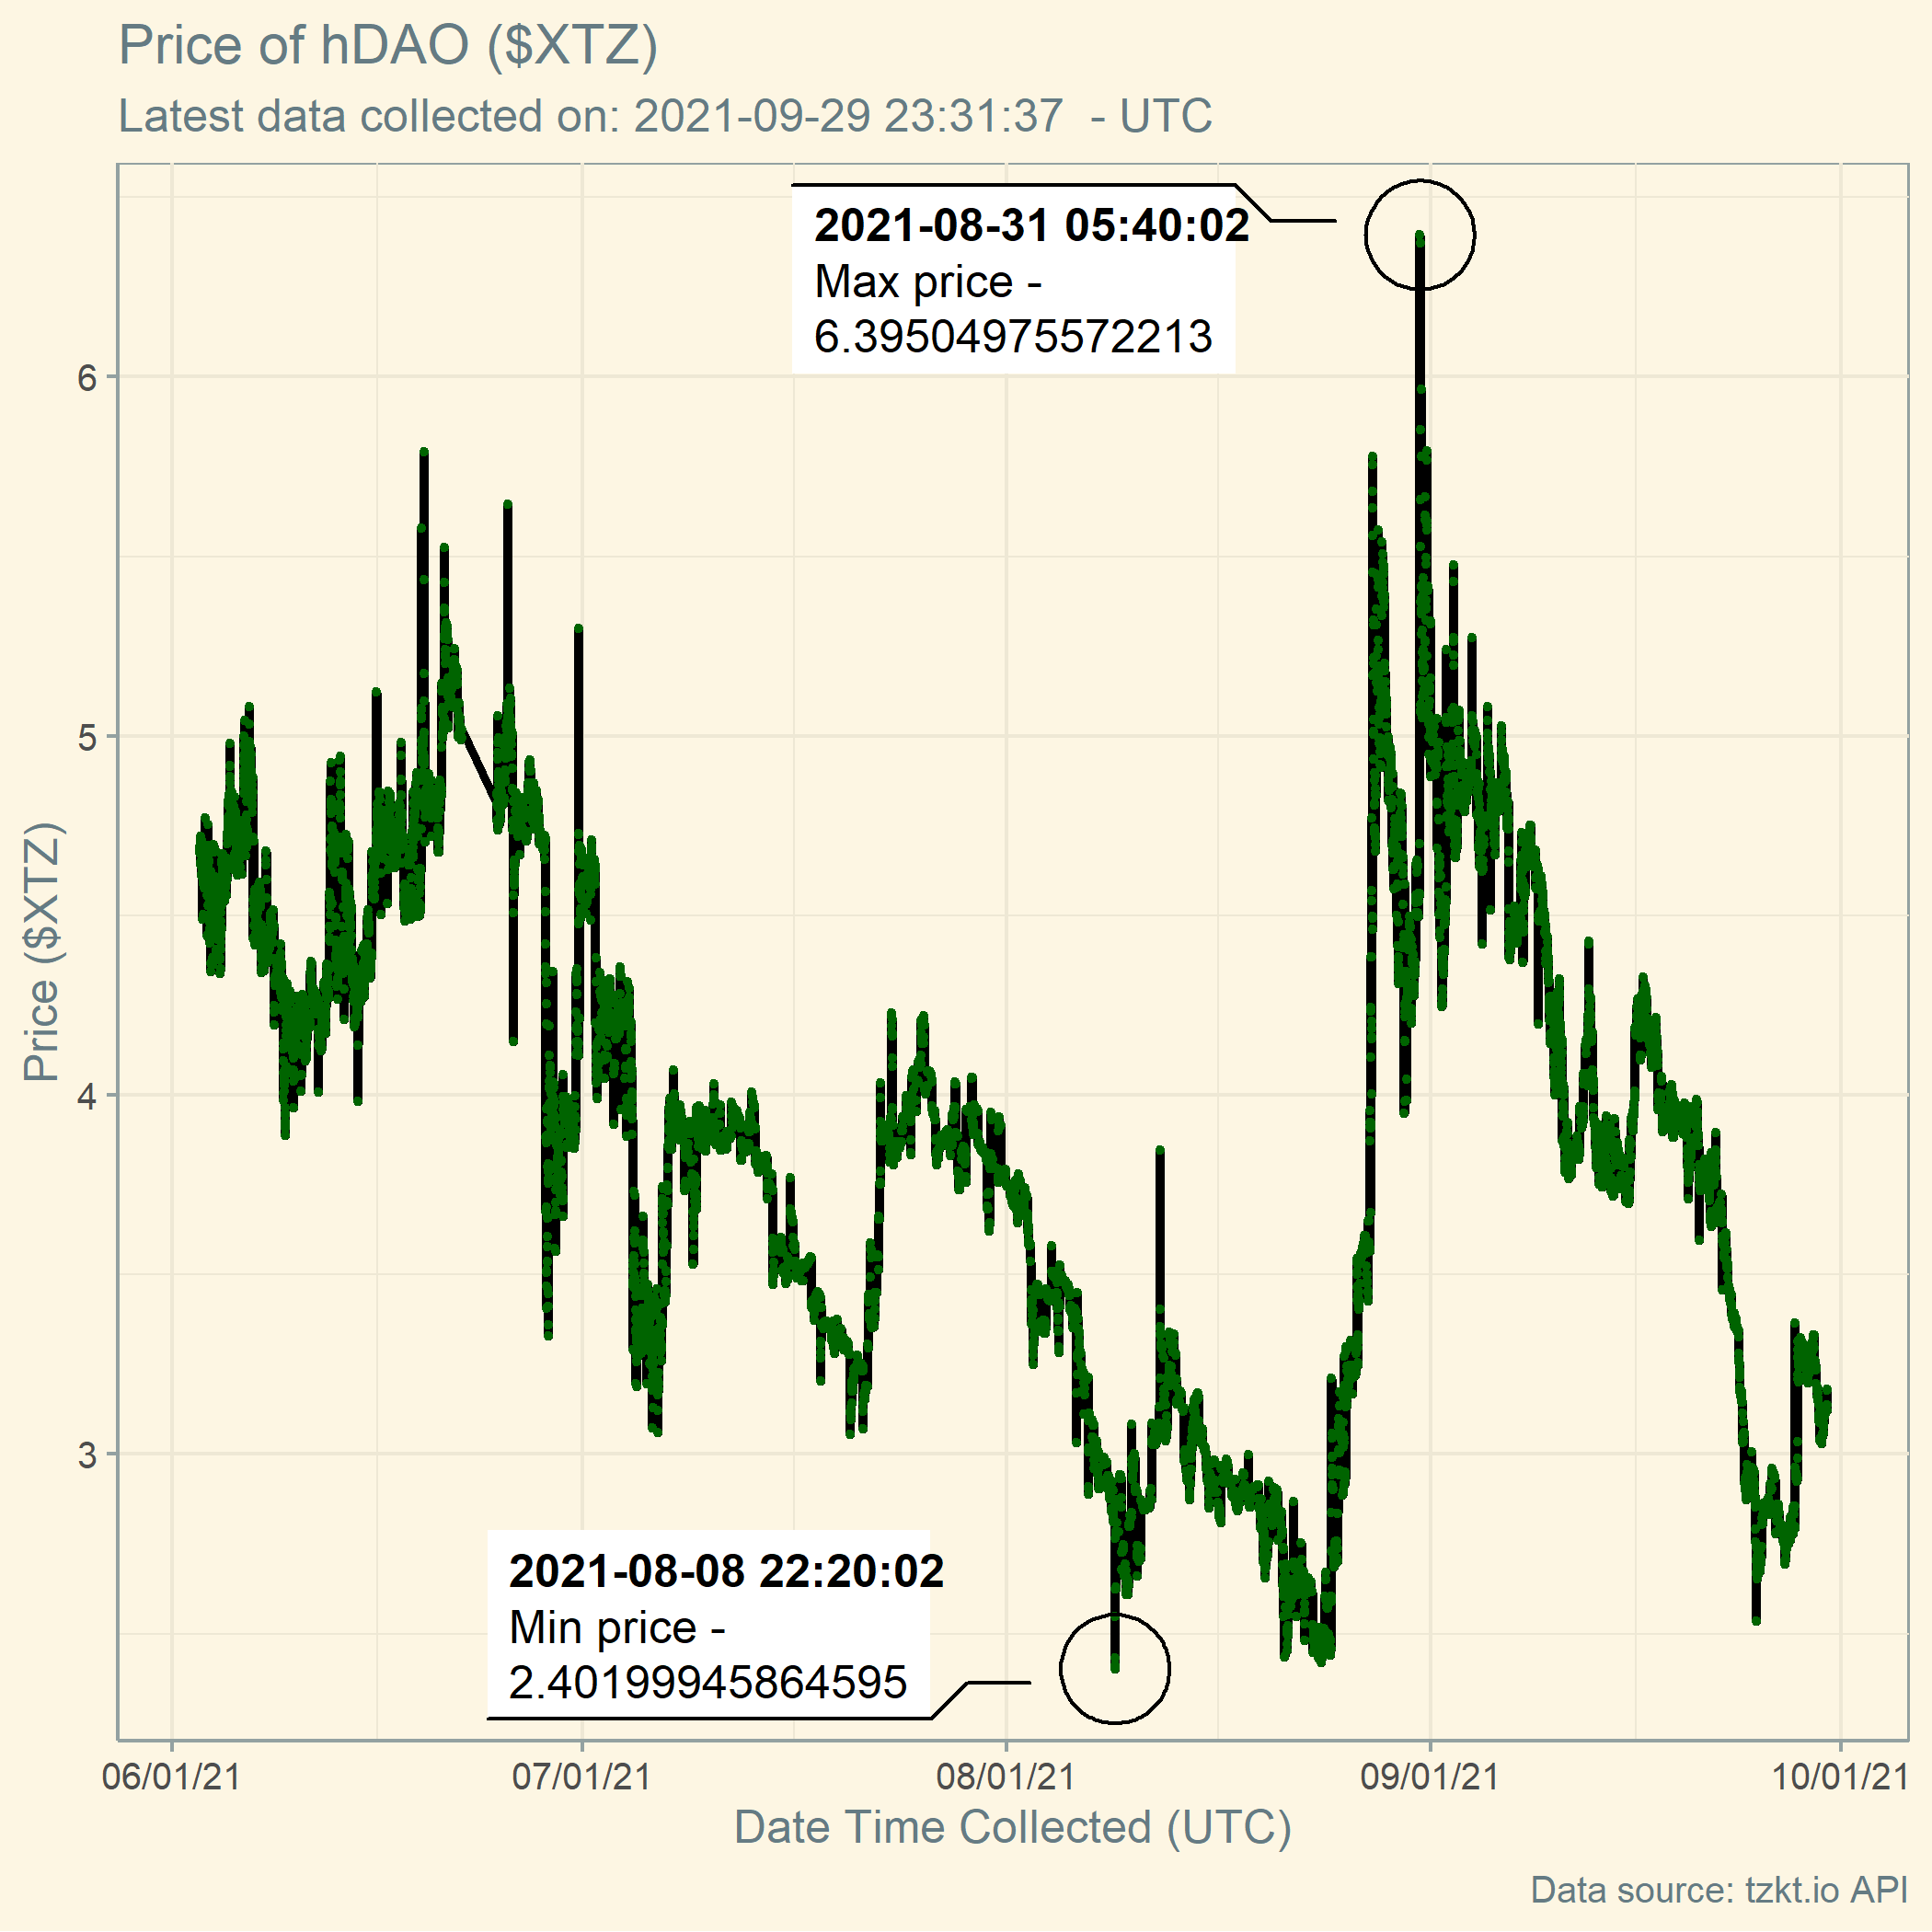 Price of hDAO ($XTZ)
Latest data collected on: 2021-09-29 23:31:37  - UTC
2021-08-31 05:40:02
Max price -
6.39504975572213
6
5
4
3
Price ($XTZ)
2021-08-08 22:20:02
Min price -
2.40199945864595
06/01/21 07/01/21 08/01/21 09/01/21 10/01/21
Date Time Collected (UTC)
Data source: tzkt.io API